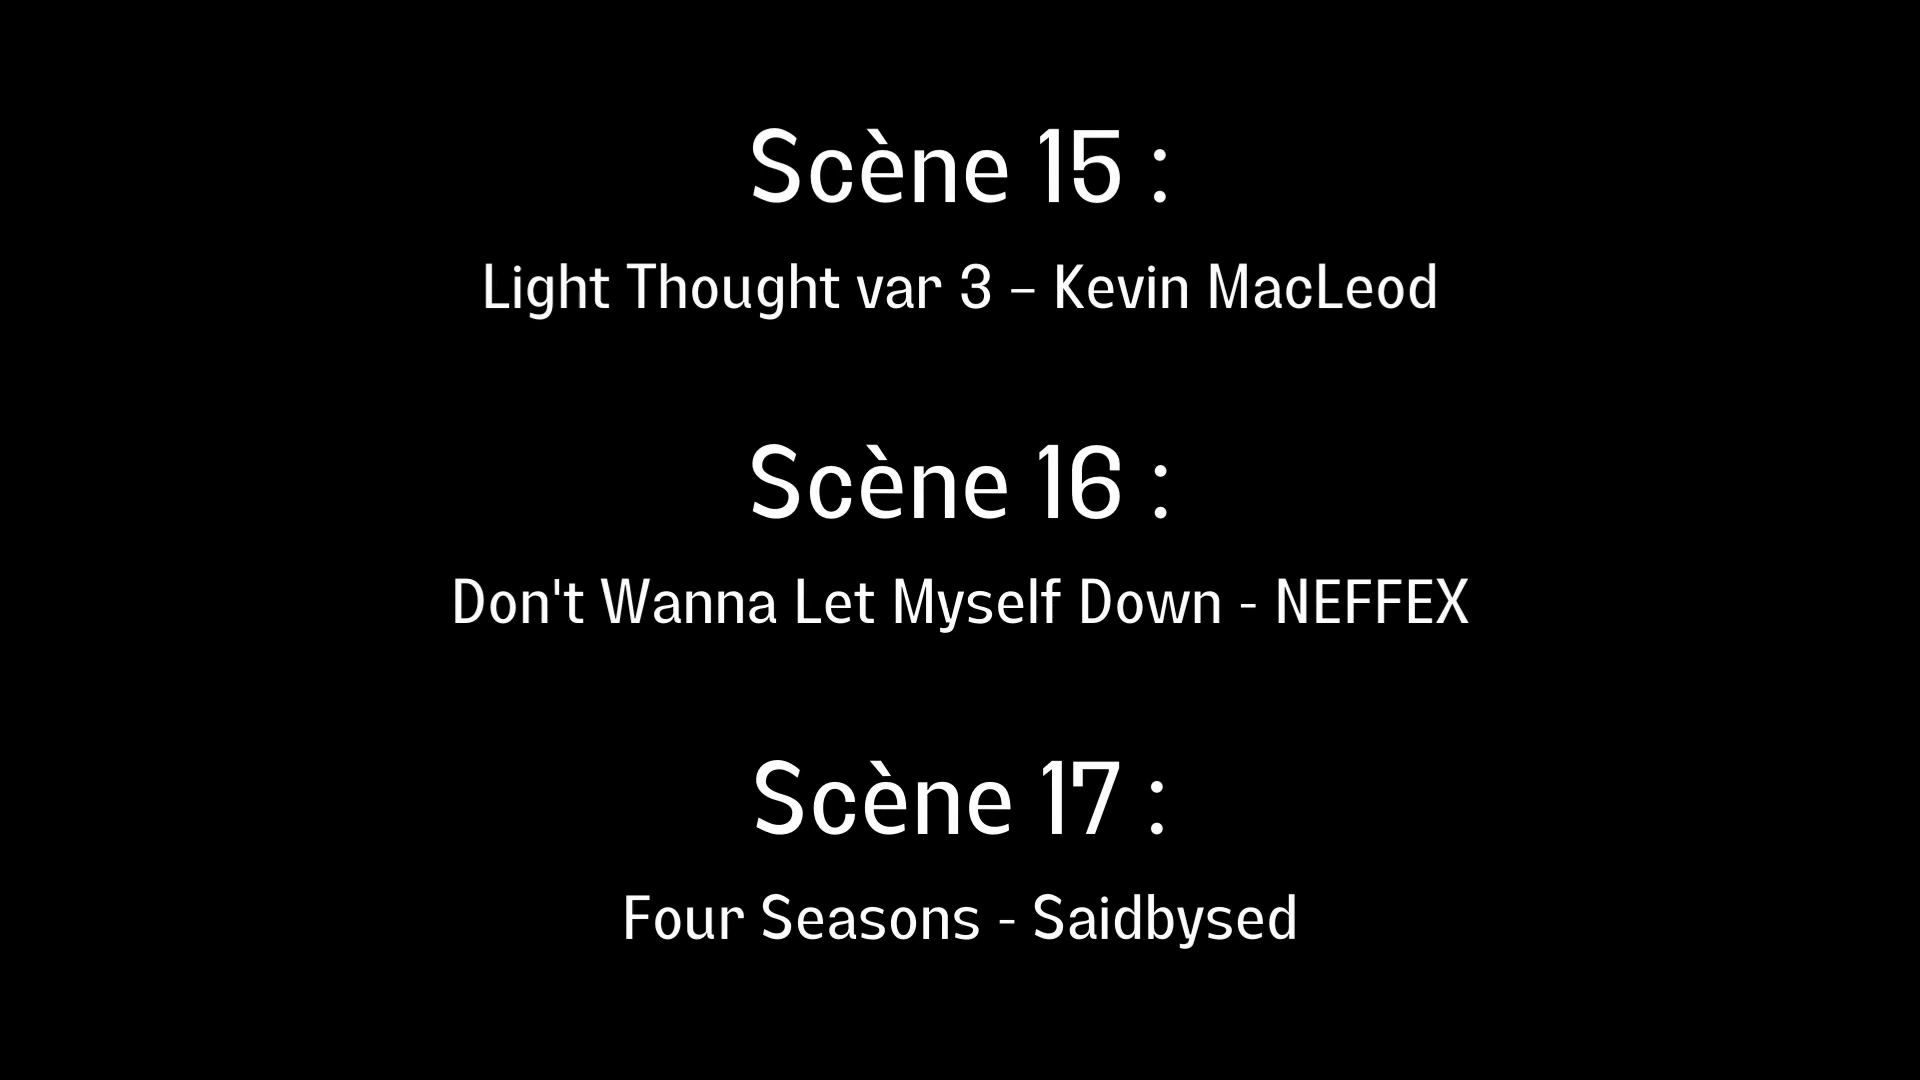 Scène 15 :
Light Thought var 3 – Kevin MacLeod
Scène 16 :
Don't Wanna Let Myself Down - NEFFEX
Scène 17 :
Four Seasons - Saidbysed